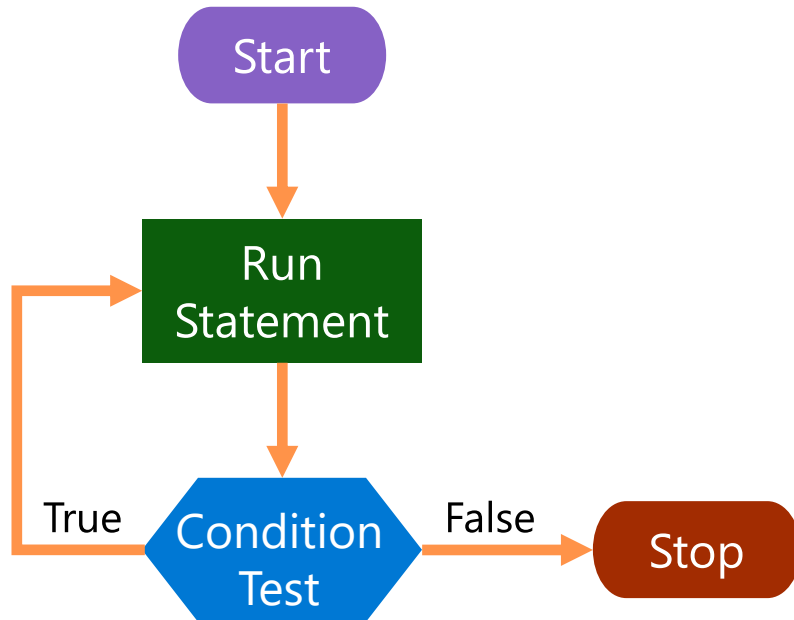 Start
Run
Statement
True
Condition
Test
False
Stop